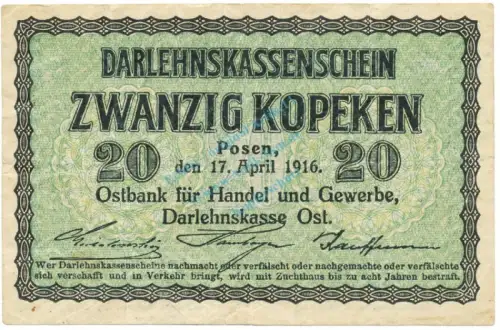 DARLEHNSKASSENSCHEIN
ZWANZIG KOPEKEN
20 Posen, 20
den 17. April 1916.
Ostbank für Handel und Gewerbe,
Darlehnskasse Ost.
Wer Darlehnskassenscheine nachmacht oder verfälscht oder nachgemachte oder verfälschte
sich verschafft und in Verkehr bringt, wird mit Zuchthaus bis zu acht Jahren bestraft.